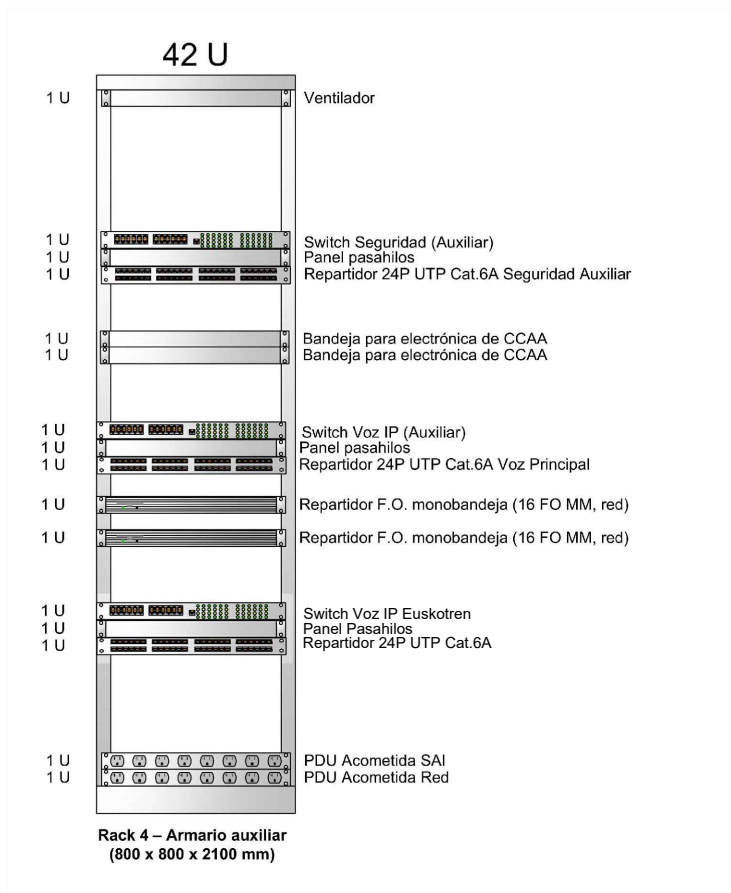 42 U
1 U Ventilador
1 U Switch Seguridad (Auxiliar)
1 U Panel pasahilos
1 U Repartidor 24P UTP Cat.6A Seguridad Auxiliar
1 U Bandeja para electrónica de CCAA
1 U Bandeja para electrónica de CCAA
1 U Switch Voz IP (Auxiliar)
1 U Panel pasahilos
1 U Repartidor 24P UTP Cat.6A Voz Principal
1 U Repartidor F.O. monobandeja (16 FO MM, red)
1 U Repartidor F.O. monobandeja (16 FO MM, red)
1 U Switch Voz IP Euskotren
1 U Panel Pasahilos
1 U Repartidor 24P UTP Cat.6A
1 U PDU Acometida SAI
1 U PDU Acometida Red
Rack 4 – Armario auxiliar
(800 x 800 x 2100 mm)